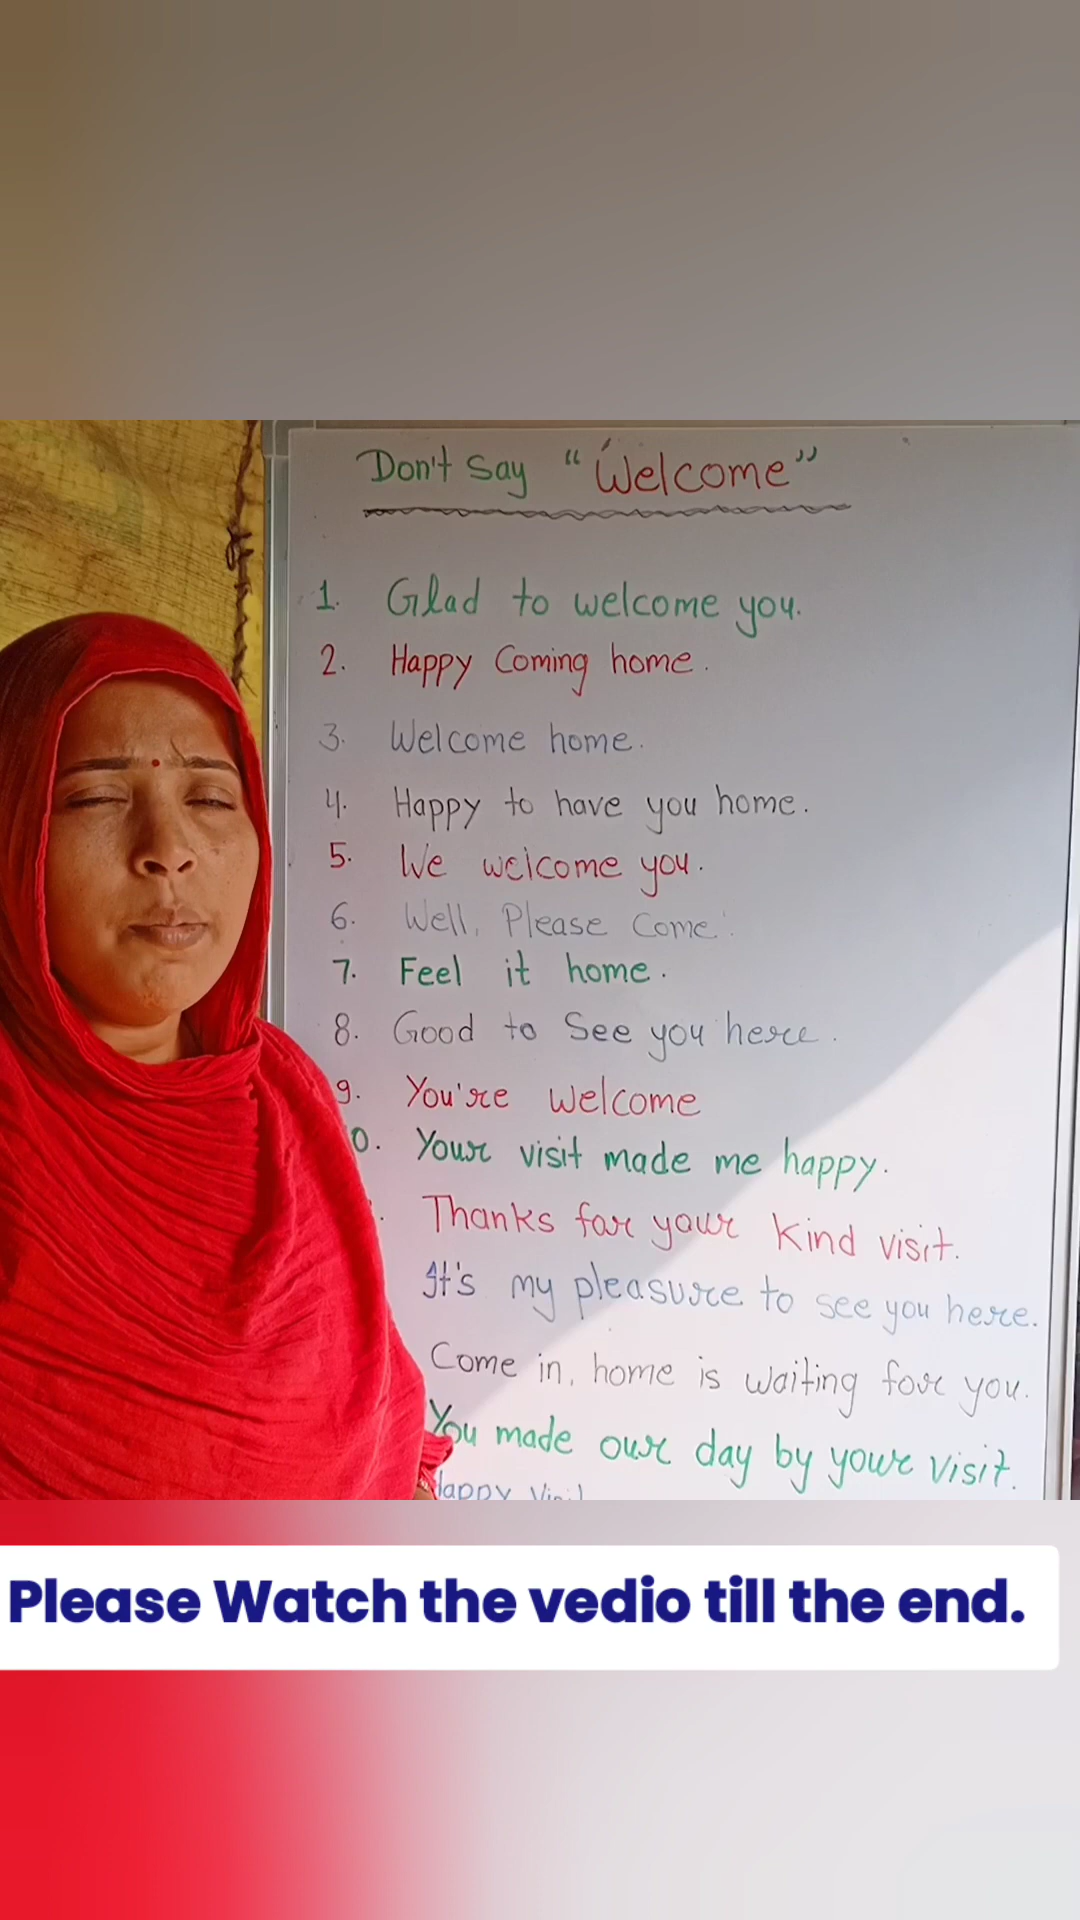 Don't Say "Welcome"
1. Glad to welcome you.
2. Happy Coming home.
3. Welcome home.
4. Happy to have you home.
5. We welcome you.
6. Well, Please Come.
7. Feel it home.
8. Good to See you here.
9. You're welcome
0. Your visit made me happy.
Thanks for your Kind visit.
It's my pleasure to see you here.
Come in, home is waiting for you.
You made our day by your visit.
Happy
Please Watch the vedio till the end.